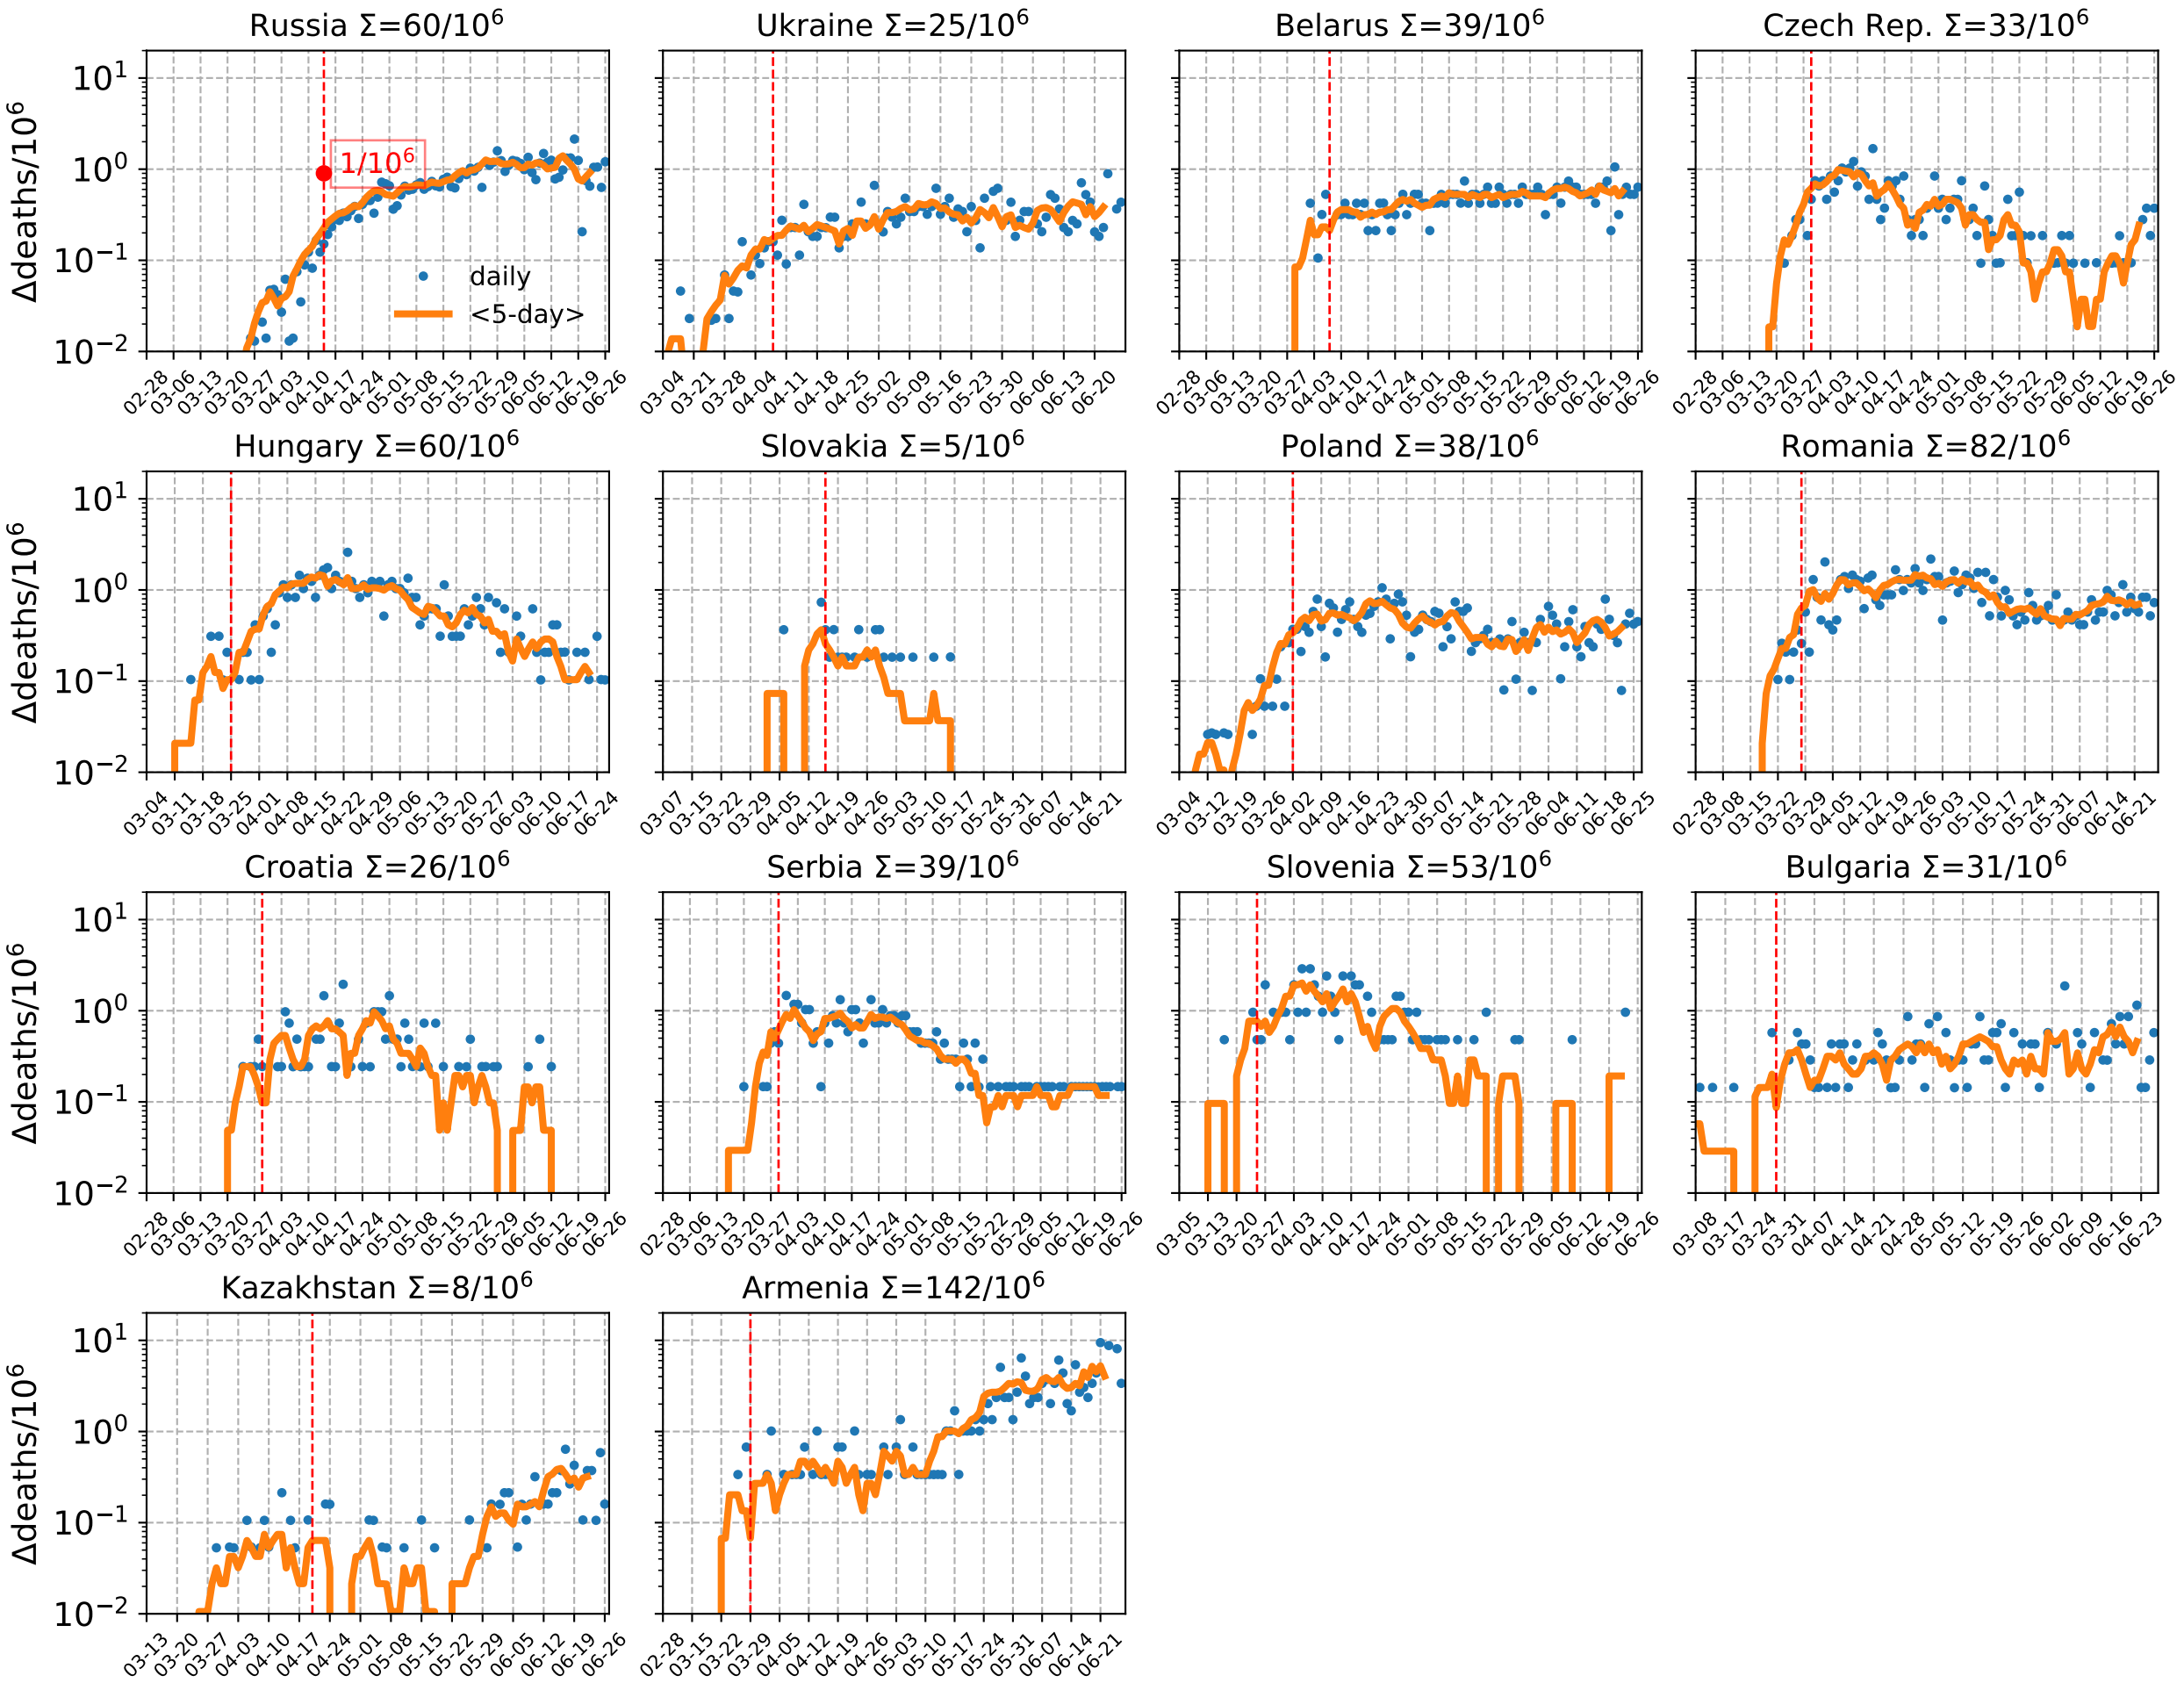 Russia Σ=60/10⁶
Ukraine Σ=25/10⁶
Belarus Σ=39/10⁶
Czech Rep. Σ=33/10⁶
Δdeaths/10⁶
10¹
10⁰
10⁻¹
10⁻²
1/10⁶
daily
<5-day>
02-28 03-06 03-13 03-20 03-27 04-03 04-10 04-17 04-24 05-01 05-08 05-15 05-22 05-29 06-05 06-12 06-19 06-26
03-04 03-21 03-28 04-04 04-11 04-18 04-25 05-02 05-09 05-16 05-23 05-30 06-06 06-13 06-20
02-28 03-06 03-13 03-20 03-27 04-03 04-10 04-17 04-24 05-01 05-08 05-15 05-22 05-29 06-05 06-12 06-19 06-26
02-28 03-06 03-13 03-20 03-27 04-03 04-10 04-17 04-24 05-01 05-08 05-15 05-22 05-29 06-05 06-12 06-19 06-26
Hungary Σ=60/10⁶
Slovakia Σ=5/10⁶
Poland Σ=38/10⁶
Romania Σ=82/10⁶
Δdeaths/10⁶
10¹
10⁰
10⁻¹
10⁻²
03-04 03-11 03-18 03-25 04-01 04-08 04-15 04-22 04-29 05-06 05-13 05-20 05-27 06-03 06-10 06-17 06-24
03-07 03-15 03-22 03-29 04-05 04-12 04-19 04-26 05-03 05-10 05-17 05-24 05-31 06-07 06-14 06-21
03-04 03-12 03-19 03-26 04-02 04-09 04-16 04-23 04-30 05-07 05-14 05-21 05-28 06-04 06-11 06-18 06-25
02-28 03-08 03-15 03-22 03-29 04-05 04-12 04-19 04-26 05-03 05-10 05-17 05-24 05-31 06-07 06-14 06-21
Croatia Σ=26/10⁶
Serbia Σ=39/10⁶
Slovenia Σ=53/10⁶
Bulgaria Σ=31/10⁶
Δdeaths/10⁶
10¹
10⁰
10⁻¹
10⁻²
02-28 03-06 03-13 03-20 03-27 04-03 04-10 04-17 04-24 05-01 05-08 05-15 05-22 05-29 06-05 06-12 06-19 06-26
02-28 03-06 03-13 03-20 03-27 04-03 04-10 04-17 04-24 05-01 05-08 05-15 05-22 05-29 06-05 06-12 06-19 06-26
03-05 03-13 03-20 03-27 04-03 04-10 04-17 04-24 05-01 05-08 05-15 05-22 05-29 06-05 06-12 06-19 06-26
03-08 03-17 03-24 03-31 04-07 04-14 04-21 04-28 05-05 05-12 05-19 05-26 06-02 06-09 06-16 06-23
Kazakhstan Σ=8/10⁶
Armenia Σ=142/10⁶
Δdeaths/10⁶
10¹
10⁰
10⁻¹
10⁻²
03-13 03-20 03-27 04-03 04-10 04-17 04-24 05-01 05-08 05-15 05-22 05-29 06-05 06-12 06-19 06-26
02-28 03-15 03-22 03-29 04-05 04-12 04-19 04-26 05-03 05-10 05-17 05-24 05-31 06-07 06-14 06-21